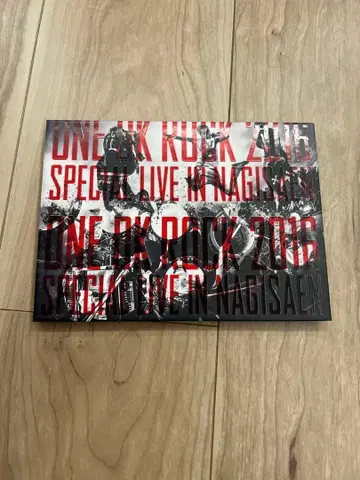 ONE OK ROCK 2016
SPECIAL LIVE IN NAGISAEN
ONE OK ROCK 2016
SPECIAL LIVE IN NAGISAEN